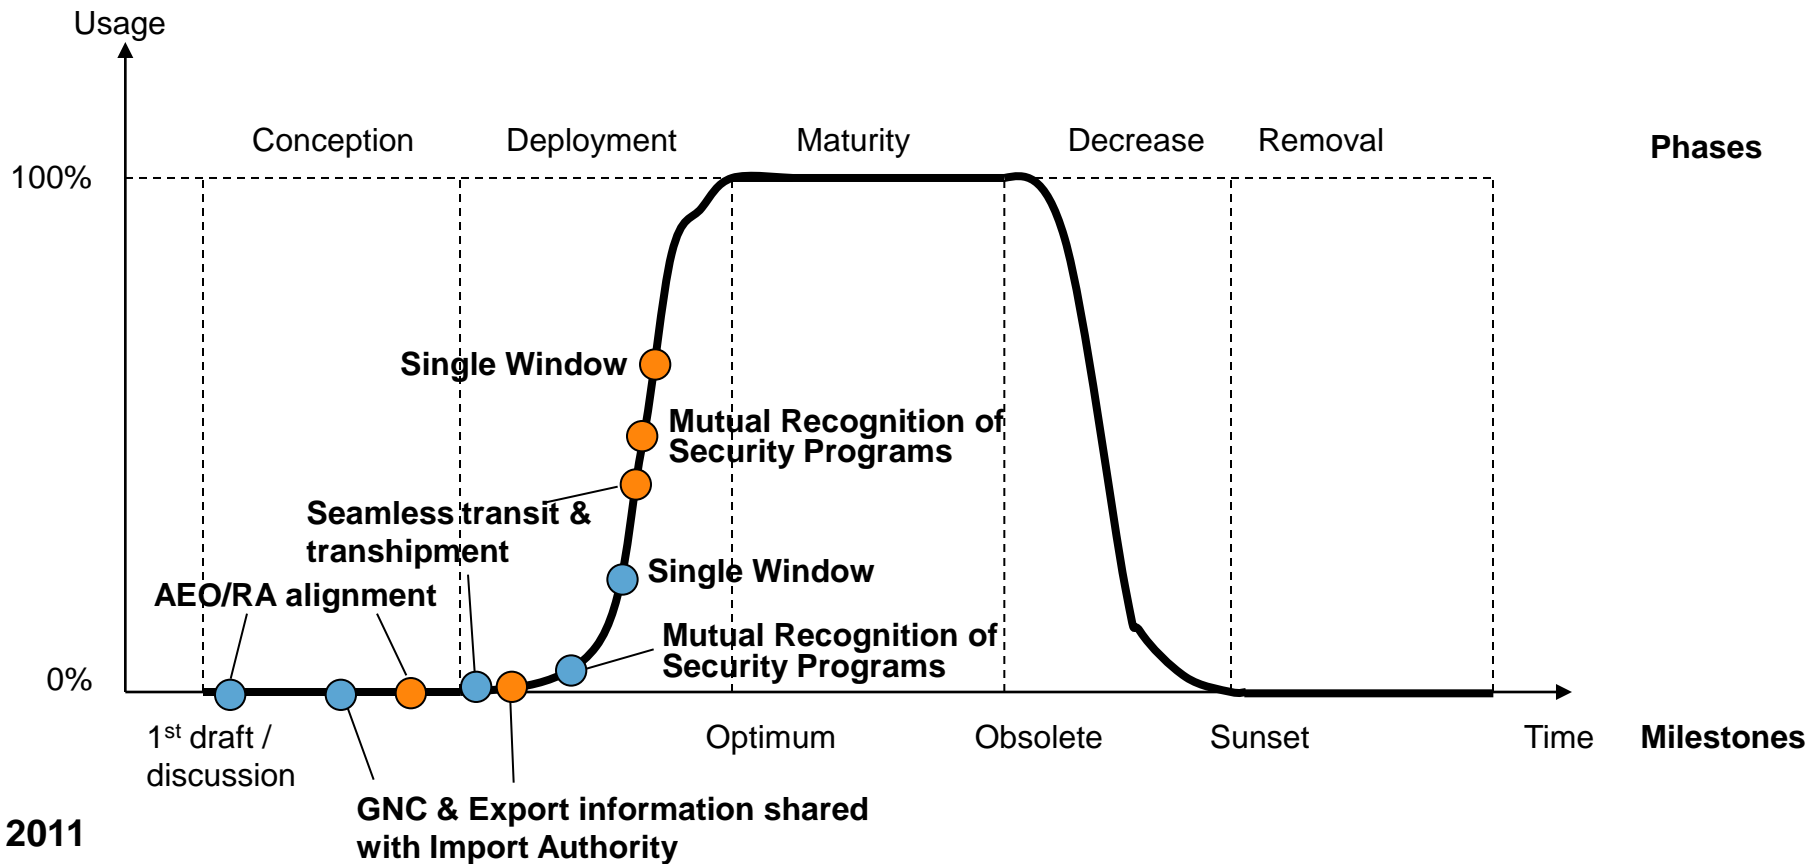 Usage
Conception Deployment Maturity Decrease Removal Phases
100%
Single Window
Mutual Recognition of
Security Programs
Seamless transit &
transhipment
Single Window
AEO/RA alignment
Mutual Recognition of
Security Programs
0%
1st draft /
discussion
Optimum Obsolete Sunset Time Milestones
GNC & Export information shared
with Import Authority
2011